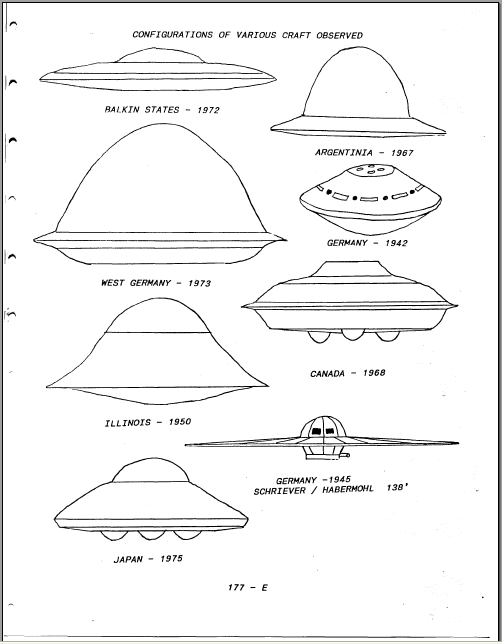 CONFIGURATIONS OF VARIOUS CRAFT OBSERVED
BALKIN STATES - 1972
ARGENTINIA - 1967
GERMANY - 1942
WEST GERMANY - 1973
CANADA - 1968
ILLINOIS - 1950
GERMANY -1945
SCHRIEVER / HABERMOHL 138'
JAPAN - 1975
177 - E